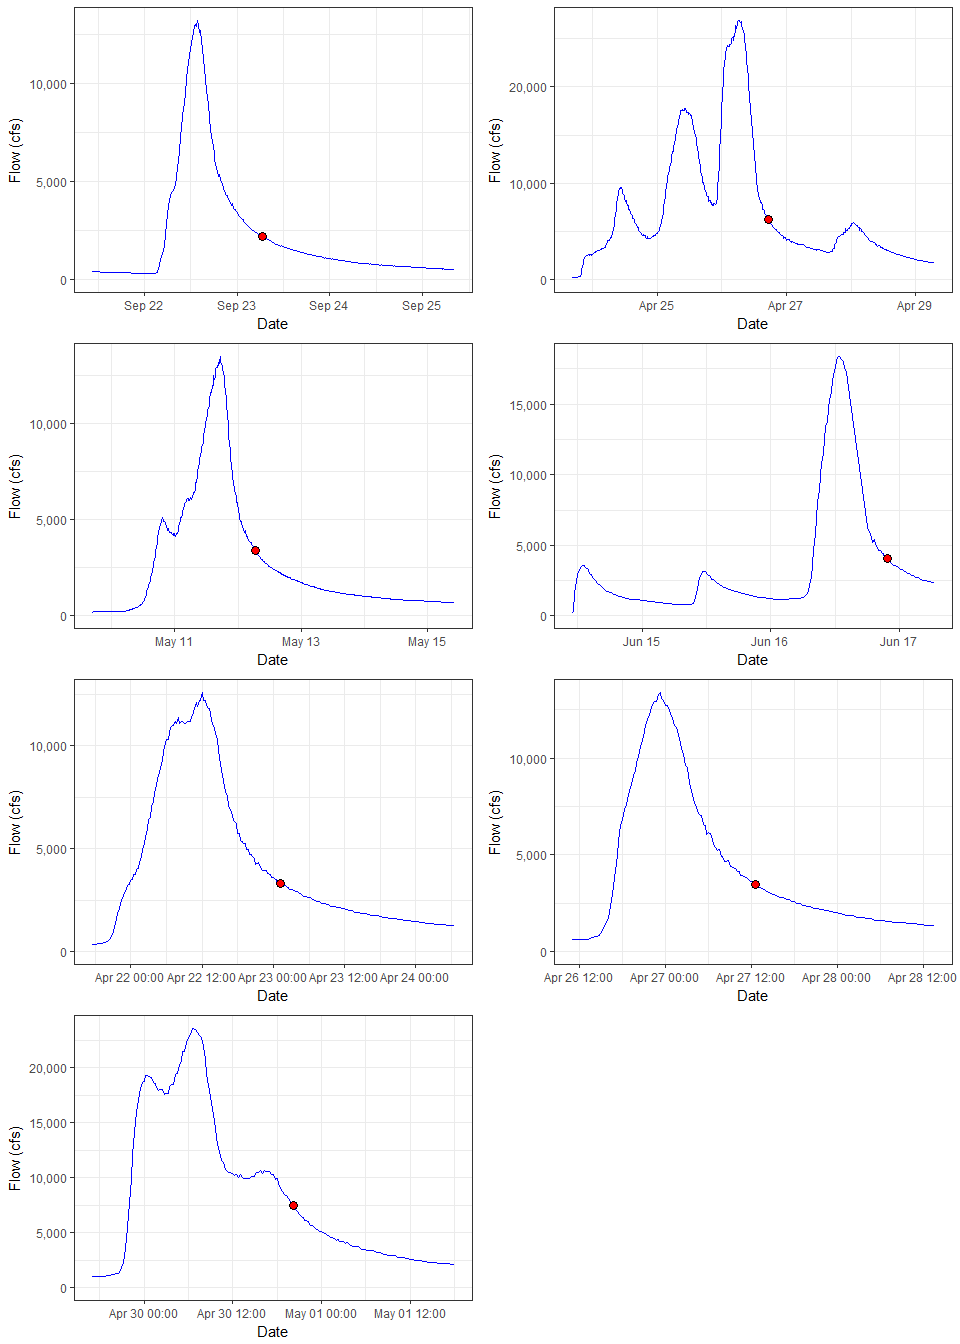 Flow (cfs)
10,000
5,000
0
Sep 22 Sep 23 Sep 24 Sep 25
Date
Flow (cfs)
20,000
10,000
0
Apr 25 Apr 27 Apr 29
Date
Flow (cfs)
10,000
5,000
0
May 11 May 13 May 15
Date
Flow (cfs)
15,000
10,000
5,000
0
Jun 15 Jun 16 Jun 17
Date
Flow (cfs)
10,000
5,000
0
Apr 22 00:00 Apr 22 12:00 Apr 23 00:00 Apr 23 12:00 Apr 24 00:00
Date
Flow (cfs)
10,000
5,000
0
Apr 26 12:00 Apr 27 00:00 Apr 27 12:00 Apr 28 00:00 Apr 28 12:00
Date
Flow (cfs)
20,000
15,000
10,000
5,000
0
Apr 30 00:00 Apr 30 12:00 May 01 00:00 May 01 12:00
Date